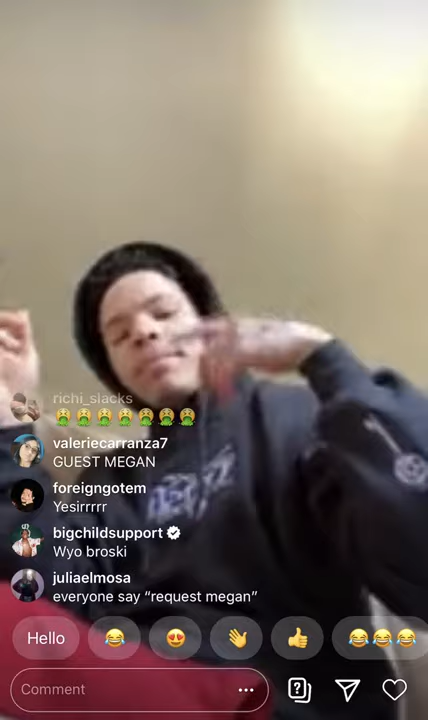 richi_slacks
🤮🤮🤮🤮🤮🤮🤮
valeriecarranza7
GUEST MEGAN
foreigngotem
Yesirrrrr
bigchildsupport
Wyo broski
juliaelmosa
everyone say “request megan”
Hello 😂 😍 👋 👍 😂😂😂
Comment